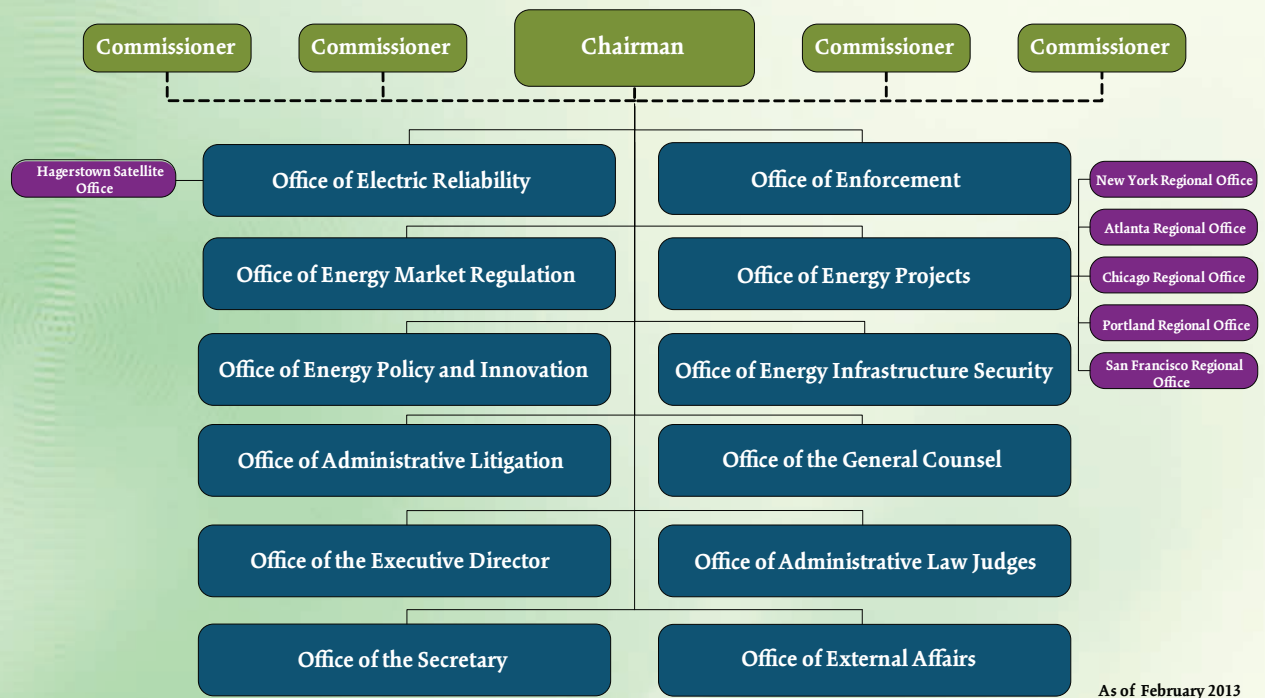 Commissioner
Commissioner
Chairman
Commissioner
Commissioner
Hagerstown Satellite
Office
Office of Electric Reliability
Office of Enforcement
New York Regional Office
Atlanta Regional Office
Office of Energy Market Regulation
Office of Energy Projects
Chicago Regional Office
Portland Regional Office
San Francisco Regional
Office
Office of Energy Policy and Innovation
Office of Energy Infrastructure Security
Office of Administrative Litigation
Office of the General Counsel
Office of the Executive Director
Office of Administrative Law Judges
Office of the Secretary
Office of External Affairs
As of February 2013